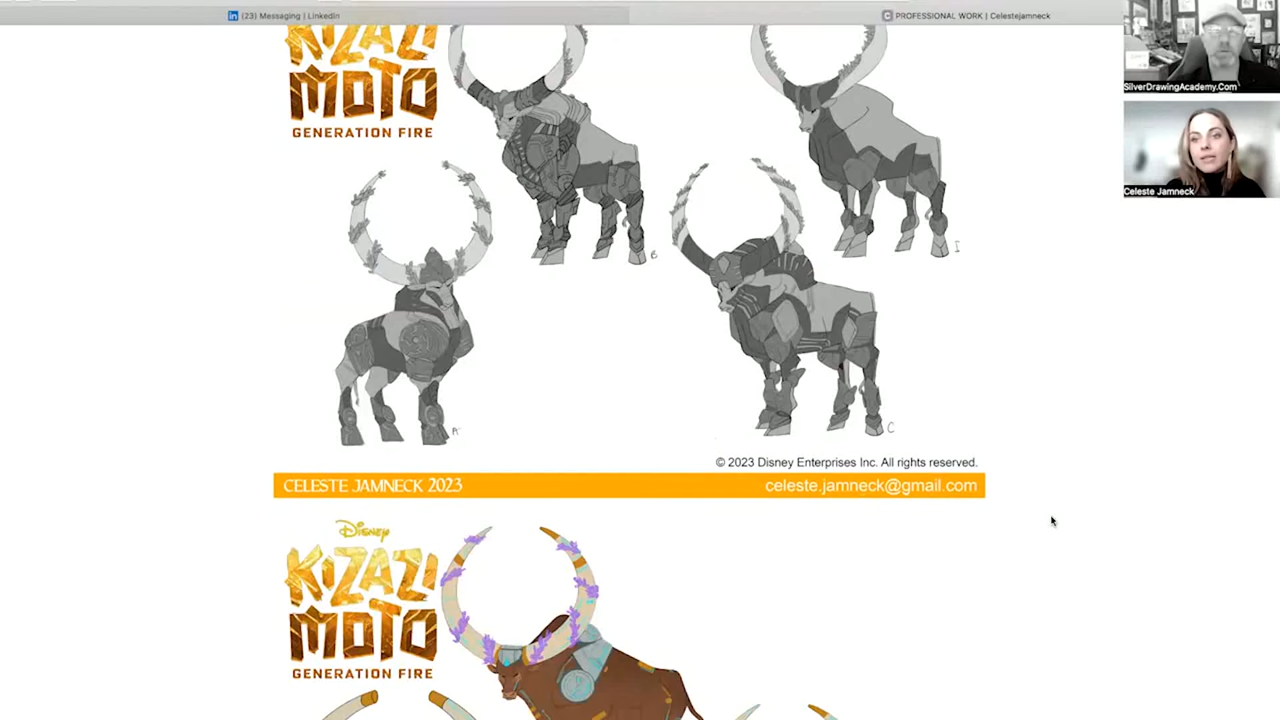 (23) Messaging | LinkedIn
PROFESSIONAL WORK | Celestejamneck
KIZAZI
MOTO
GENERATION FIRE
SilverDrawingAcademy.Com
Celeste Jamneck
B
I
A
C
© 2023 Disney Enterprises Inc. All rights reserved.
CELESTE JAMNECK 2023
celeste.jamneck@gmail.com
Disney
KIZAZI
MOTO
GENERATION FIRE